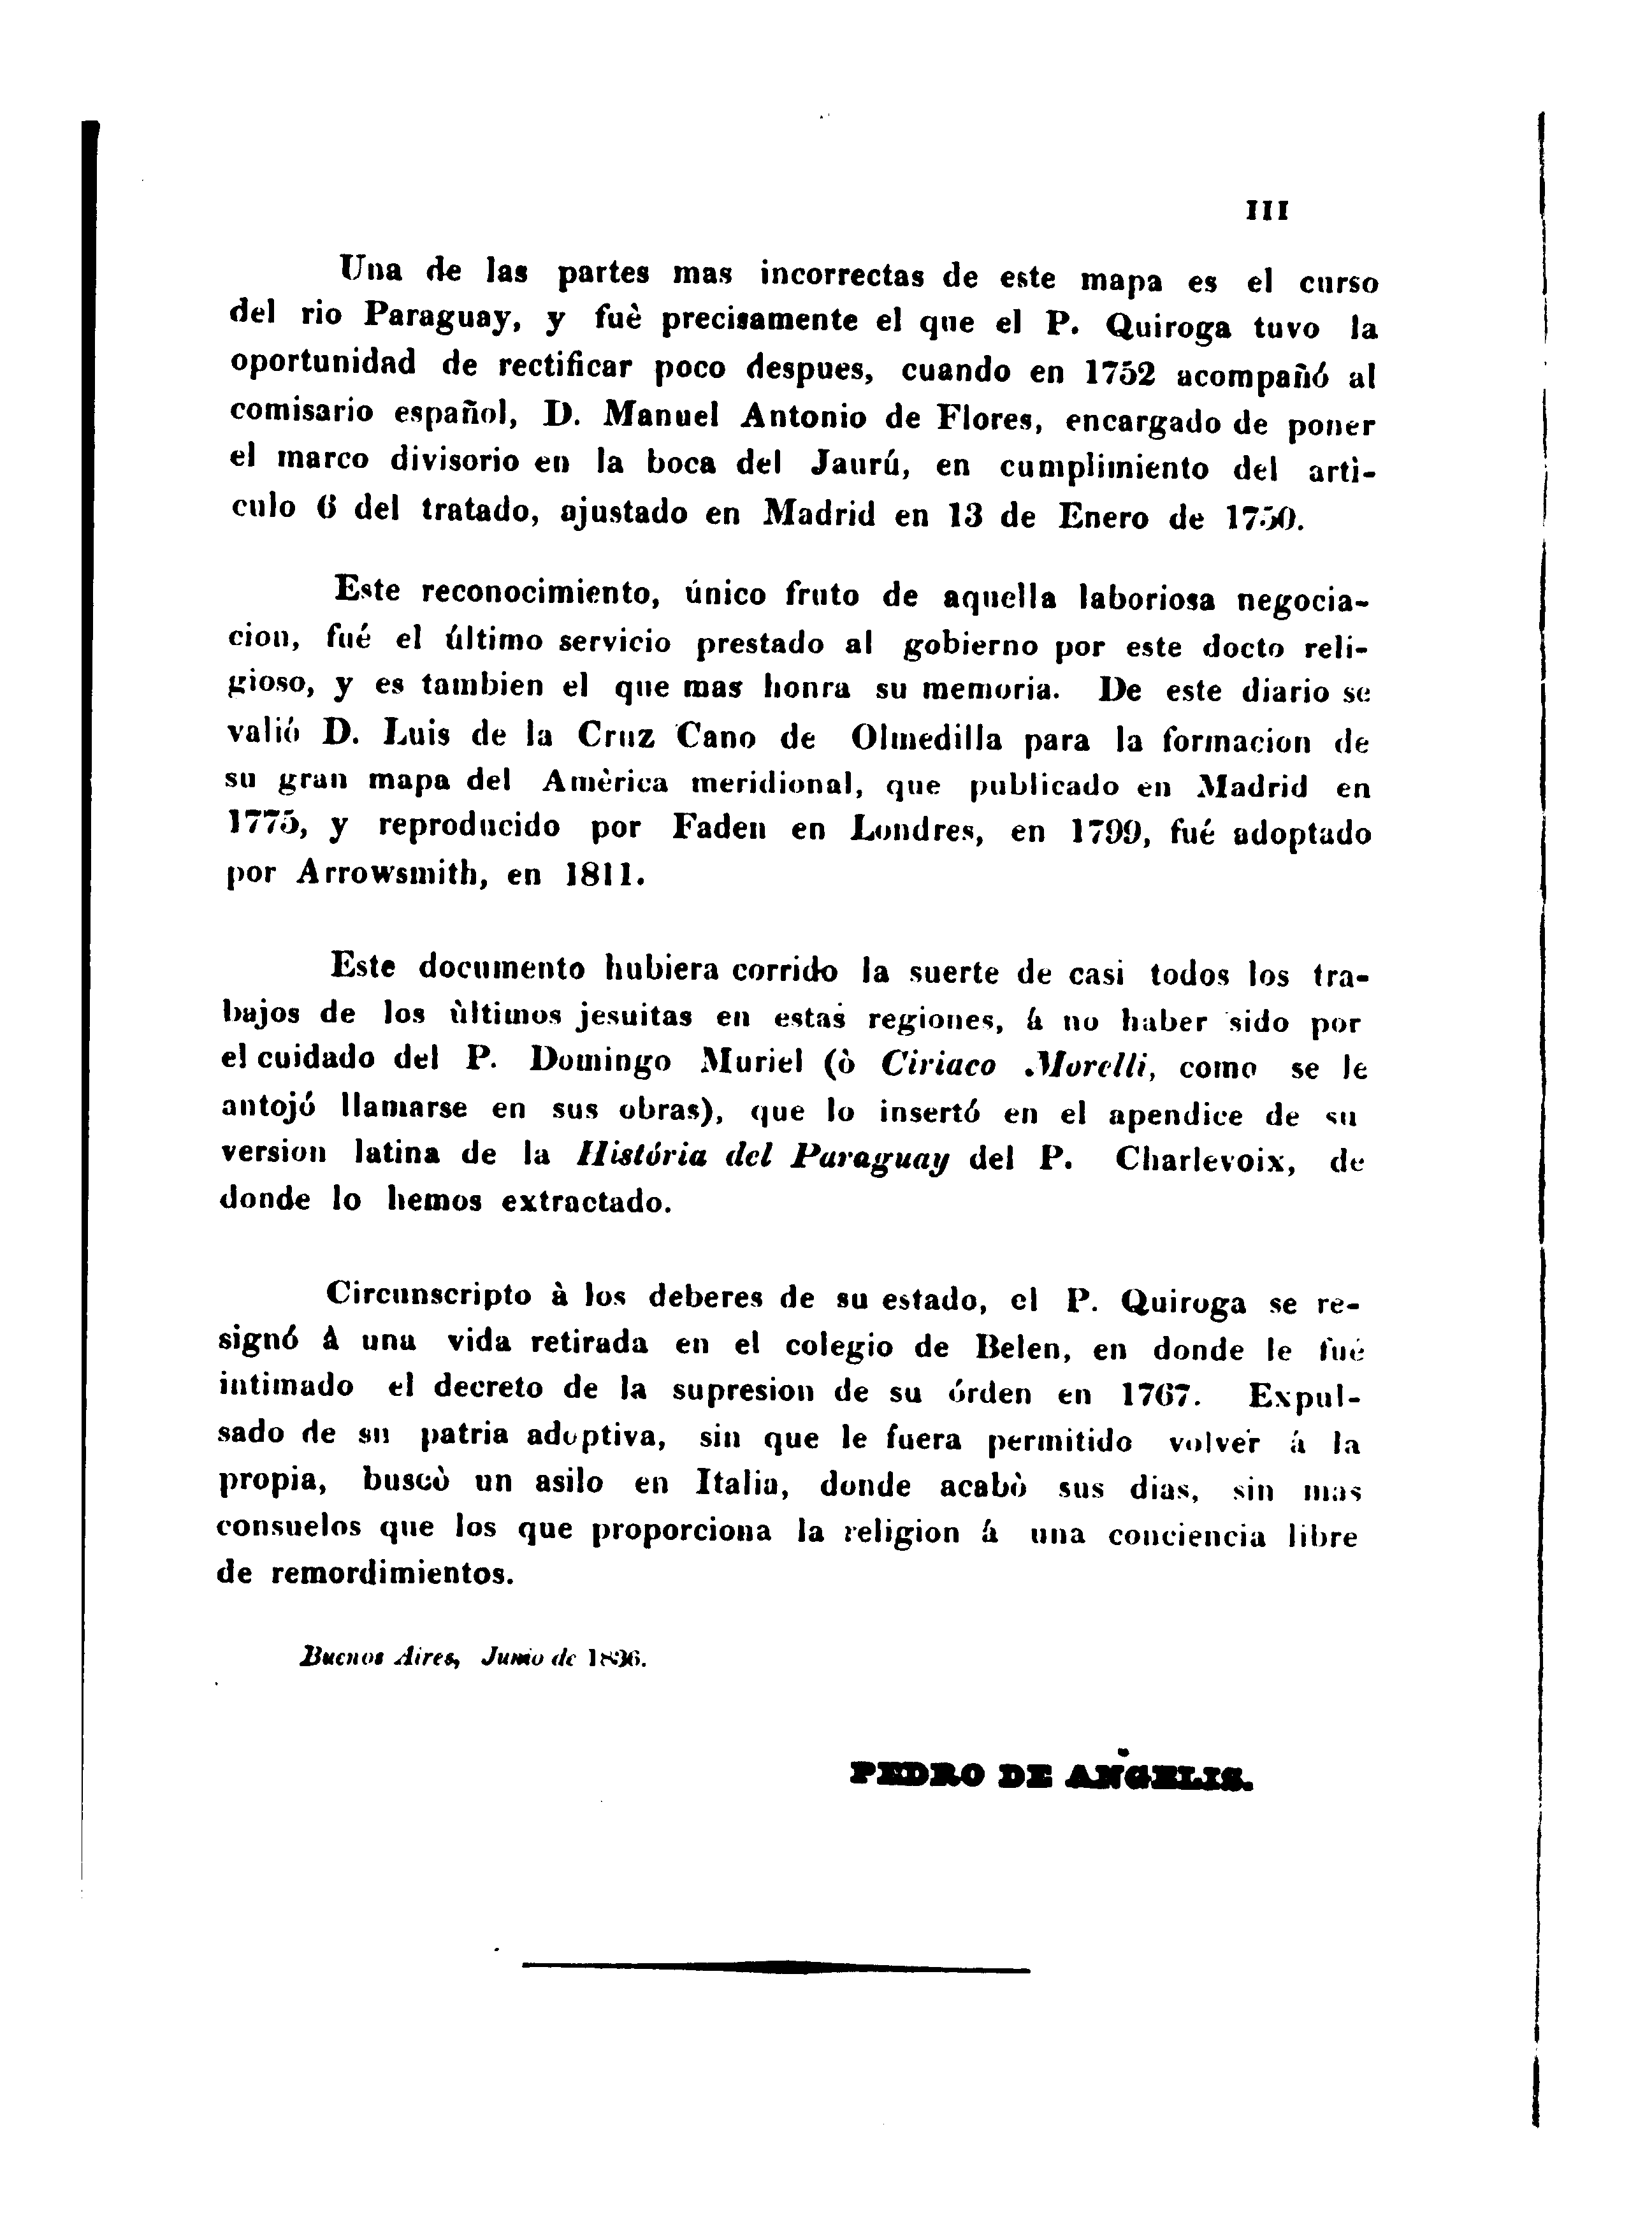 III
Una de las partes mas incorrectas de este mapa es el curso
del rio Paraguay, y fuè precisamente el que el P. Quiroga tuvo la
oportunidad de rectificar poco despues, cuando en 1752 acompañó al
comisario español, D. Manuel Antonio de Flores, encargado de poner
el marco divisorio en la boca del Jaurú, en cumplimiento del artì-
culo 6 del tratado, ajustado en Madrid en 13 de Enero de 1750.
Este reconocimiento, único fruto de aquella laboriosa negocia-
cion, fué el último servicio prestado al gobierno por este docto reli-
gioso, y es tambien el que mas honra su memoria. De este diario se
valió D. Luis de la Cruz Cano de Olmedilla para la formacion de
su gran mapa del Amèrica meridional, que publicado en Madrid en
1775, y reproducido por Faden en Londres, en 1799, fué adoptado
por Arrowsmith, en 1811.
Este documento hubiera corrido la suerte de casi todos los tra-
bajos de los ùltimos jesuitas en estas regiones, á no haber sido por
el cuidado del P. Domingo Muriel (ò Ciriaco Morelli, como se le
antojó llamarse en sus obras), que lo insertó en el apendice de su
version latina de la História del Paraguay del P. Charlevoix, de
donde lo hemos extractado.
Circunscripto à los deberes de su estado, el P. Quiroga se re-
signó á una vida retirada en el colegio de Belen, en donde le fué
intimado el decreto de la supresion de su órden en 1767. Expul-
sado de su patria adoptiva, sin que le fuera permitido volver á la
propia, buscò un asilo en Italia, donde acabò sus dias, sin mas
consuelos que los que proporciona la religion á una conciencia libre
de remordimientos.
Buenos Aires, Junio de 1836.
PEDRO DE ANGELIS.